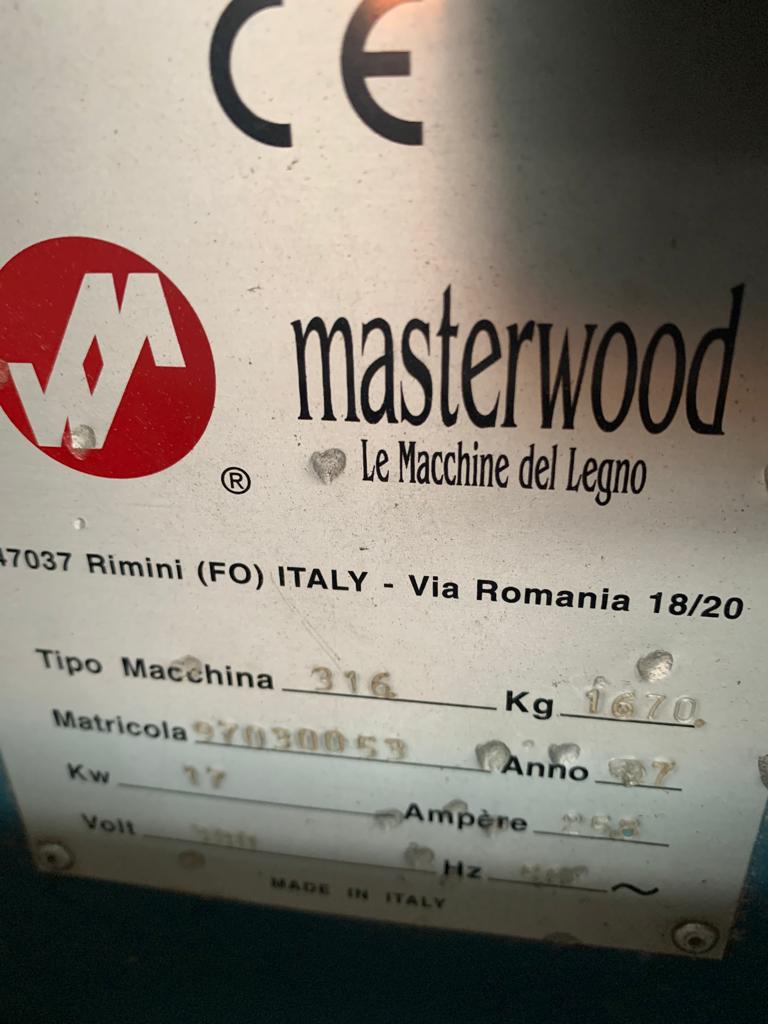 CE
masterwood
®
Le Macchine del Legno
47037 Rimini (FO) ITALY - Via Romania 18/20
Tipo Macchina 316 Kg 1670
Matricola 97030053 Anno 97
Kw 17 Ampère
Volt 380 Hz ~
MADE IN ITALY